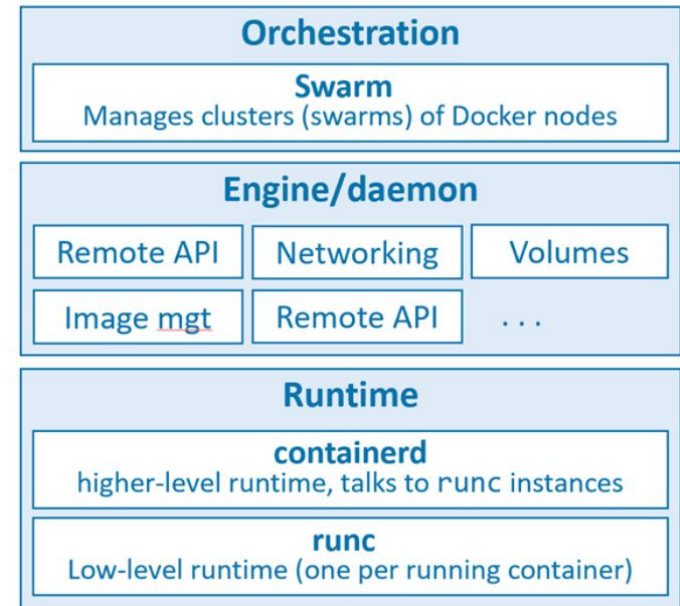 Orchestration
Swarm
Manages clusters (swarms) of Docker nodes
Engine/daemon
Remote API
Networking
Volumes
Image mgt
Remote API
. . .
Runtime
containerd
higher-level runtime, talks to runc instances
runc
Low-level runtime (one per running container)